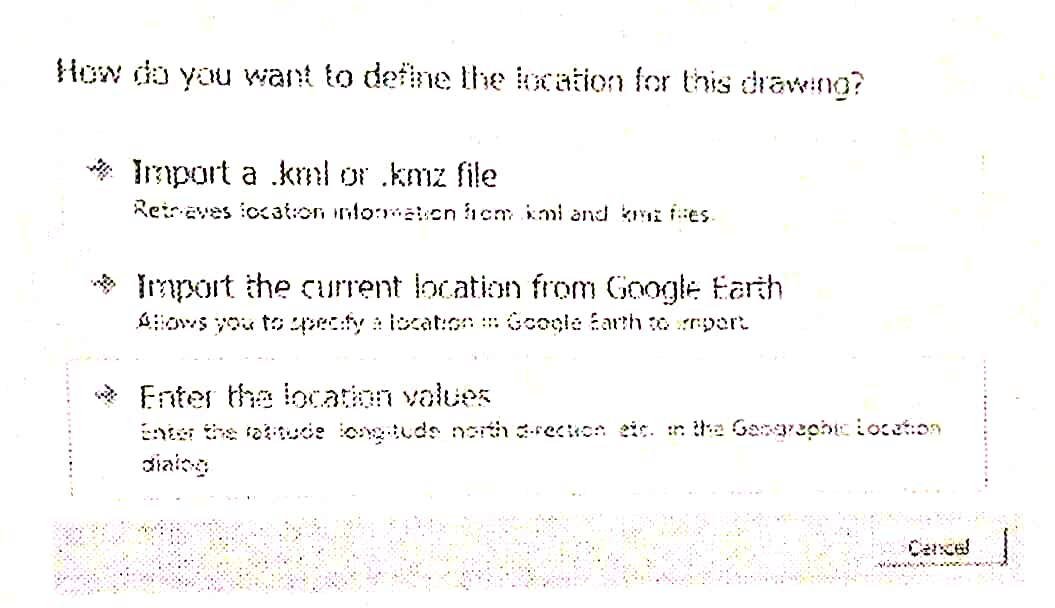 How do you want to define the location for this drawing?
Import a .kml or .kmz file
Retrieves location information from .kml and .kmz files.
Import the current location from Google Earth
Allows you to specify a location in Google Earth to import.
Enter the location values
Enter the latitude, longitude, north direction, etc. in the Geographic Location
dialog.
Cancel